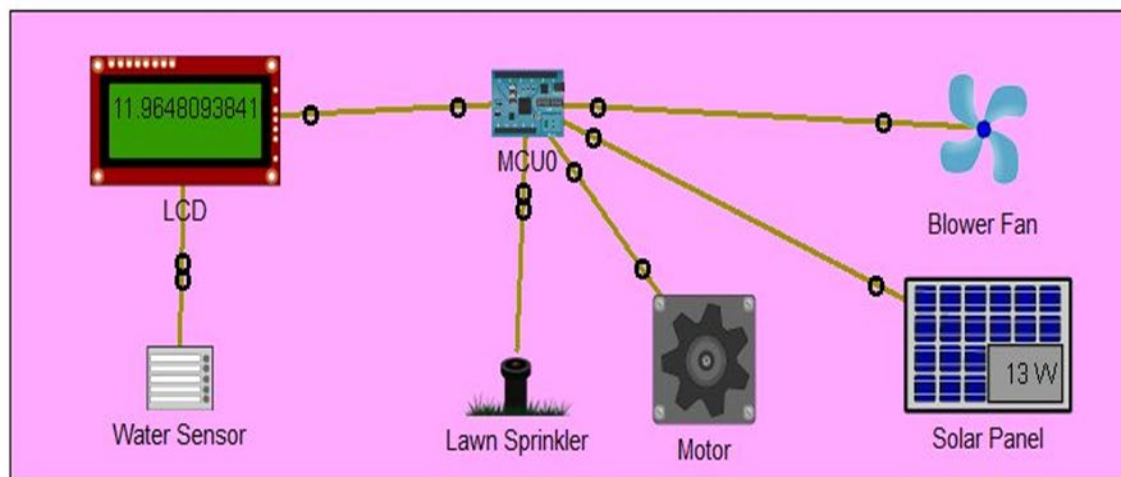 11.9648093841
MCU0
LCD
Blower Fan
13 W
Water Sensor
Lawn Sprinkler
Motor
Solar Panel